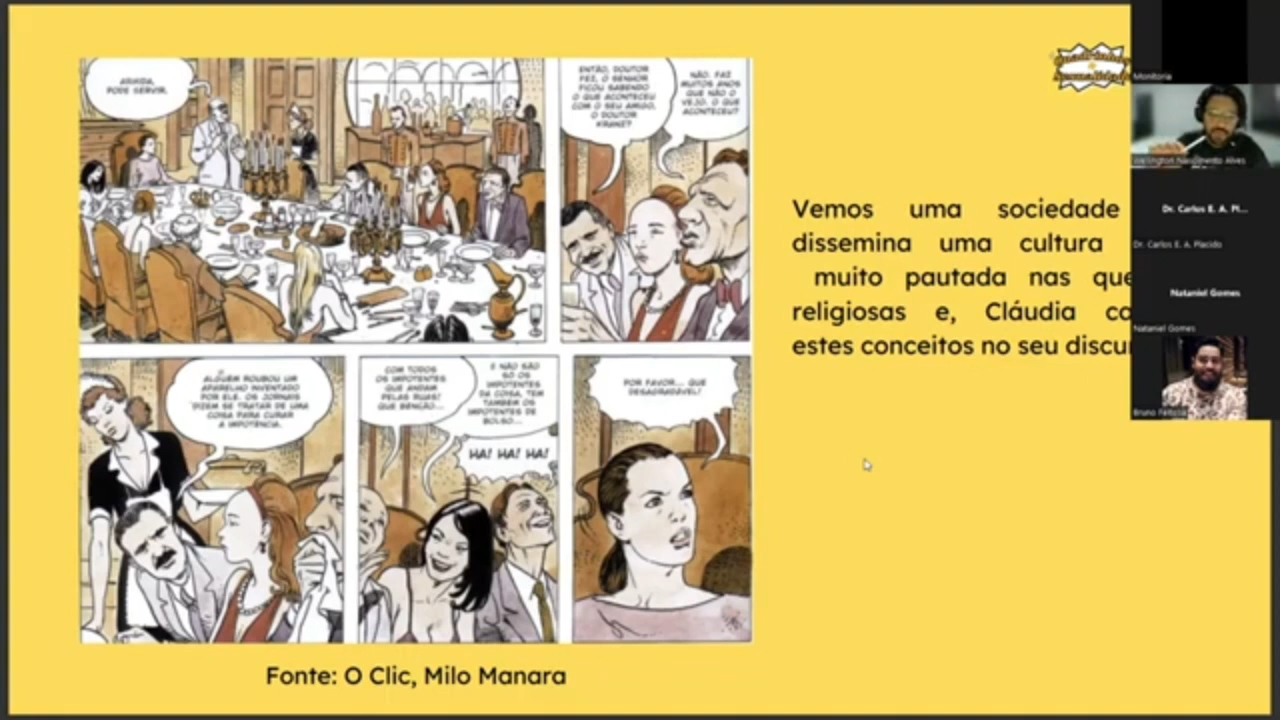 ARMIDA,
PODE SERVIR.
ENTÃO, DOUTOR
FEZ, O SENHOR
FICOU SABENDO
O QUE ACONTECEU
COM O SEU AMIGO,
O DOUTOR
KRANZ?
NÃO. FAZ
MUITOS ANOS
QUE NÃO O
VEJO. O QUE
ACONTECEU?
ALGUÉM ROUBOU UM
APARELHO INVENTADO
POR ELE. OS JORNAIS
DIZEM SE TRATAR DE UMA
COISA PARA CURAR
A IMPOTÊNCIA.
COM TODOS
OS IMPOTENTES
QUE ANDAM
PELAS RUAS!
QUE BENÇÃO...
E NÃO SÃO
SÓ OS
IMPOTENTES
DA COISA, TEM
TAMBÉM OS
IMPOTENTES DE
BOLSO...
HA! HA! HA!
POR FAVOR... QUE
DESAGRADÁVEL!
Fonte: O Clic, Milo Manara
Vemos uma sociedade
dissemina uma cultura
muito pautada nas que
religiosas e, Cláudia co
estes conceitos no seu discu
Monitoria
Wellington Nascimento Alves
Dr. Carlos E. A. Pl...
Dr. Carlos E. A. Placido
Nataniel Gomes
Nataniel Gomes
Bruno